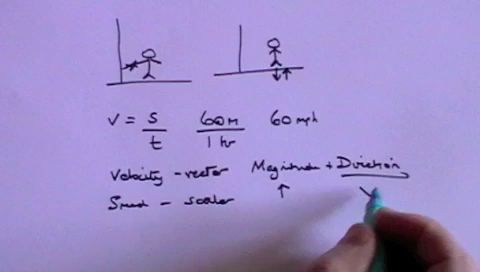 V = s/t 60M/1 hr 60 mph
Velocity - vector Magnitude + Direction
Speed - scalar